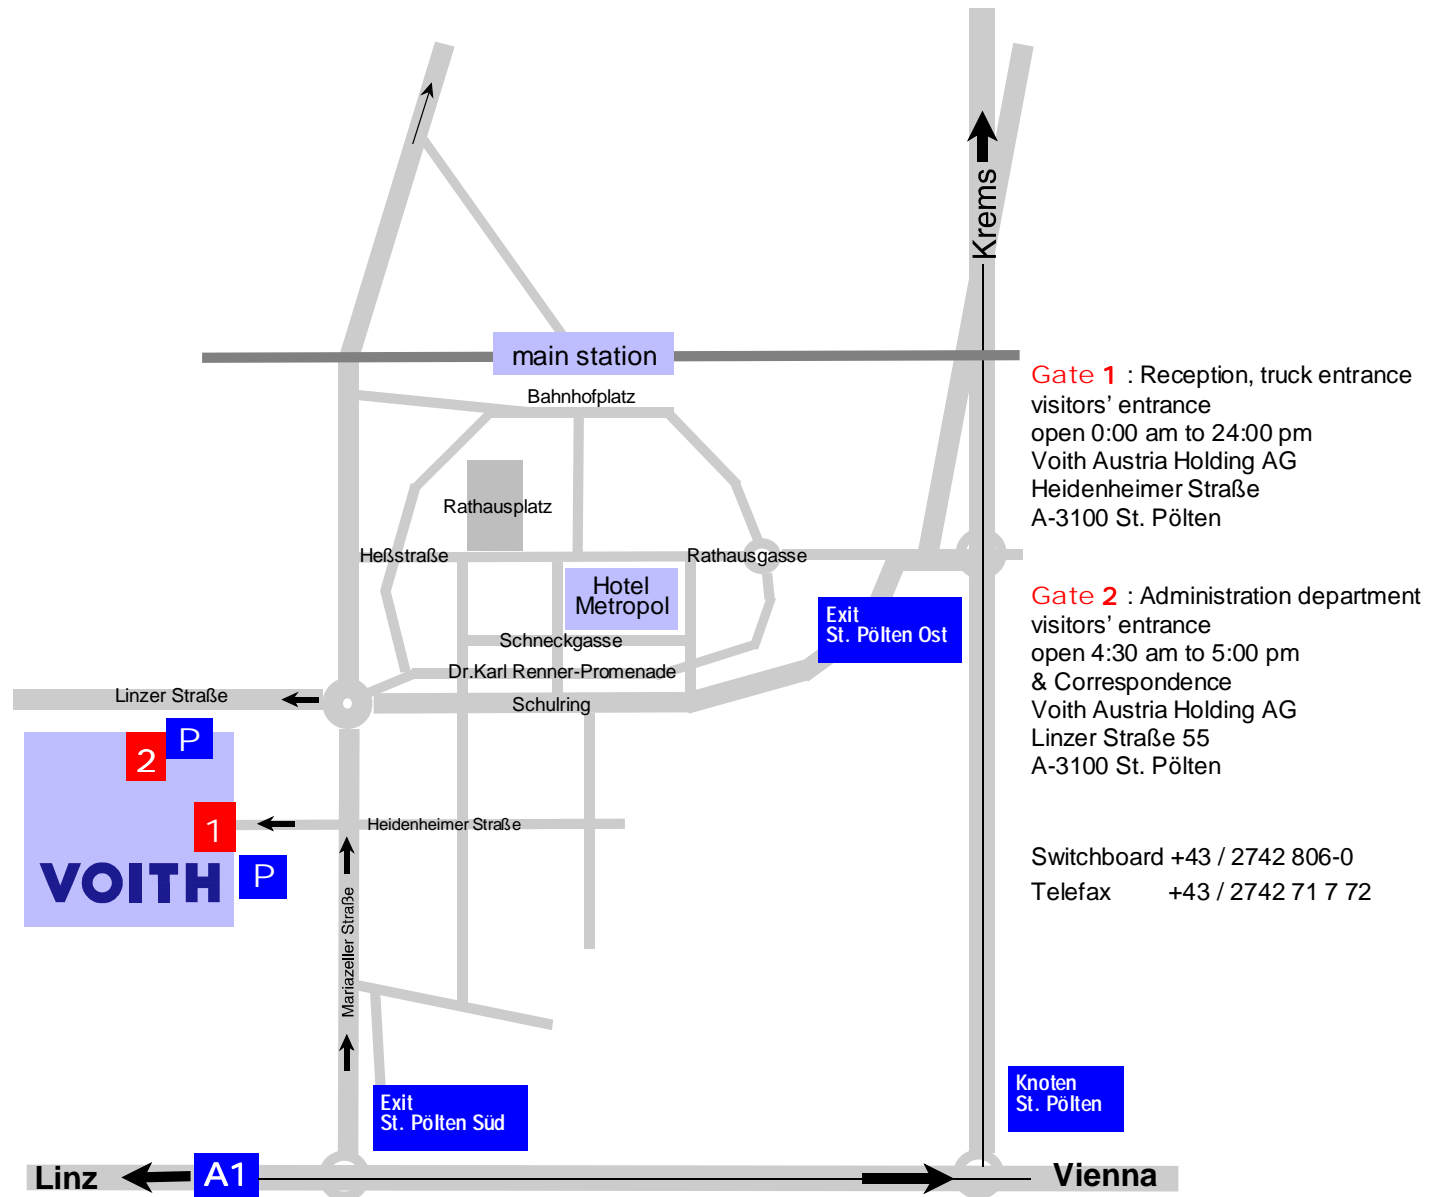 Krems
main station
Bahnhofplatz
Rathausplatz
Heßstraße
Rathausgasse
Hotel
Metropol
Exit
St. Pölten Ost
Schneckgasse
Dr.Karl Renner-Promenade
Linzer Straße
Schulring
2
P
1
Heidenheimer Straße
VOITH
P
Mariazeller Straße
Exit
St. Pölten Süd
Knoten
St. Pölten
Linz
A1
Vienna
Gate 1 : Reception, truck entrance
visitors’ entrance
open 0:00 am to 24:00 pm
Voith Austria Holding AG
Heidenheimer Straße
A-3100 St. Pölten
Gate 2 : Administration department
visitors’ entrance
open 4:30 am to 5:00 pm
& Correspondence
Voith Austria Holding AG
Linzer Straße 55
A-3100 St. Pölten
Switchboard +43 / 2742 806-0
Telefax +43 / 2742 71 7 72